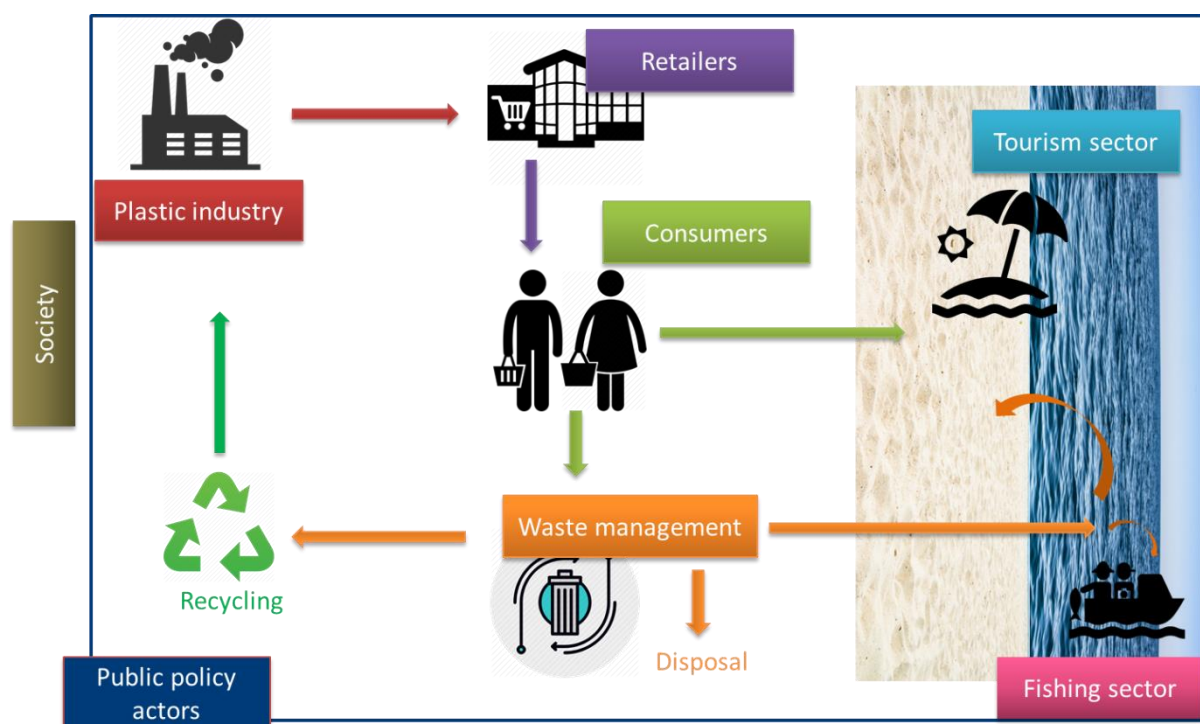 Retailers
Tourism sector
Plastic industry
Consumers
Society
Waste management
Recycling
Disposal
Public policy
actors
Fishing sector